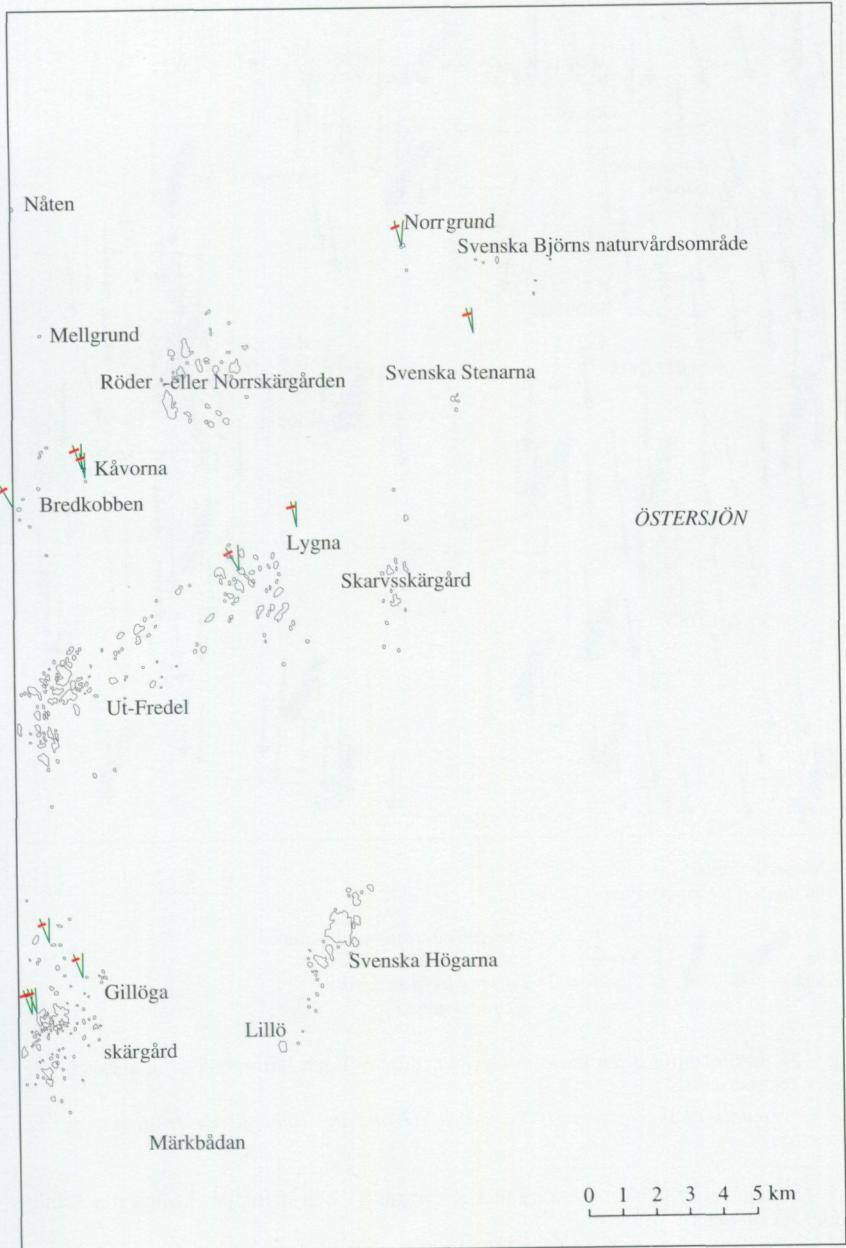 Nåten
Norrgrund
Svenska Björns naturvårdsområde
Mellgrund
Röder -eller Norrskärgården
Svenska Stenarna
Kåvorna
Bredkobben
ÖSTERSJÖN
Lygna
Skarvsskärgård
Ut-Fredel
Svenska Högarna
Gillöga
skärgård
Lillö
Märkbådan
0 1 2 3 4 5 km